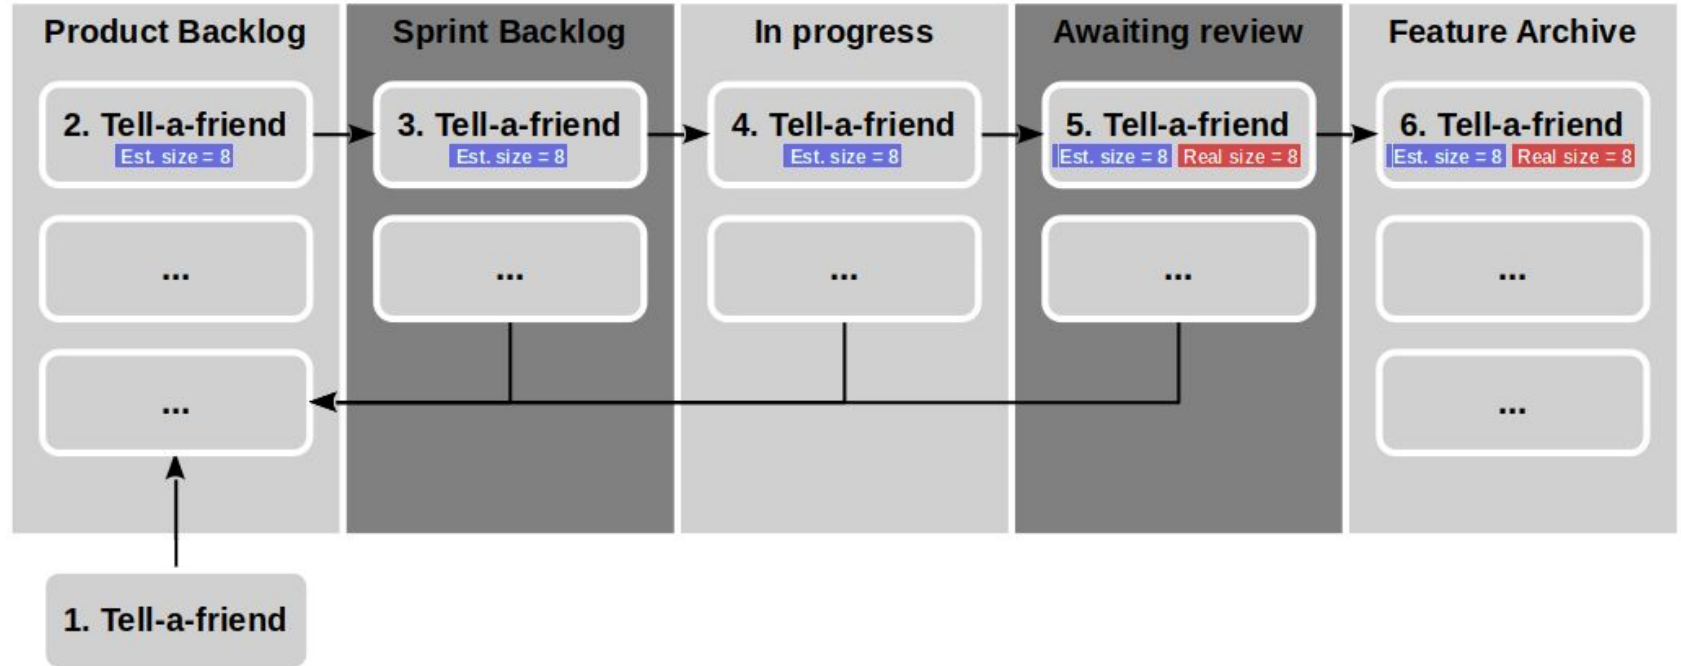 Product Backlog
Sprint Backlog
In progress
Awaiting review
Feature Archive
2. Tell-a-friend
Est. size = 8
3. Tell-a-friend
Est. size = 8
4. Tell-a-friend
Est. size = 8
5. Tell-a-friend
Est. size = 8 Real size = 8
6. Tell-a-friend
Est. size = 8 Real size = 8
...
...
...
...
...
...
...
1. Tell-a-friend